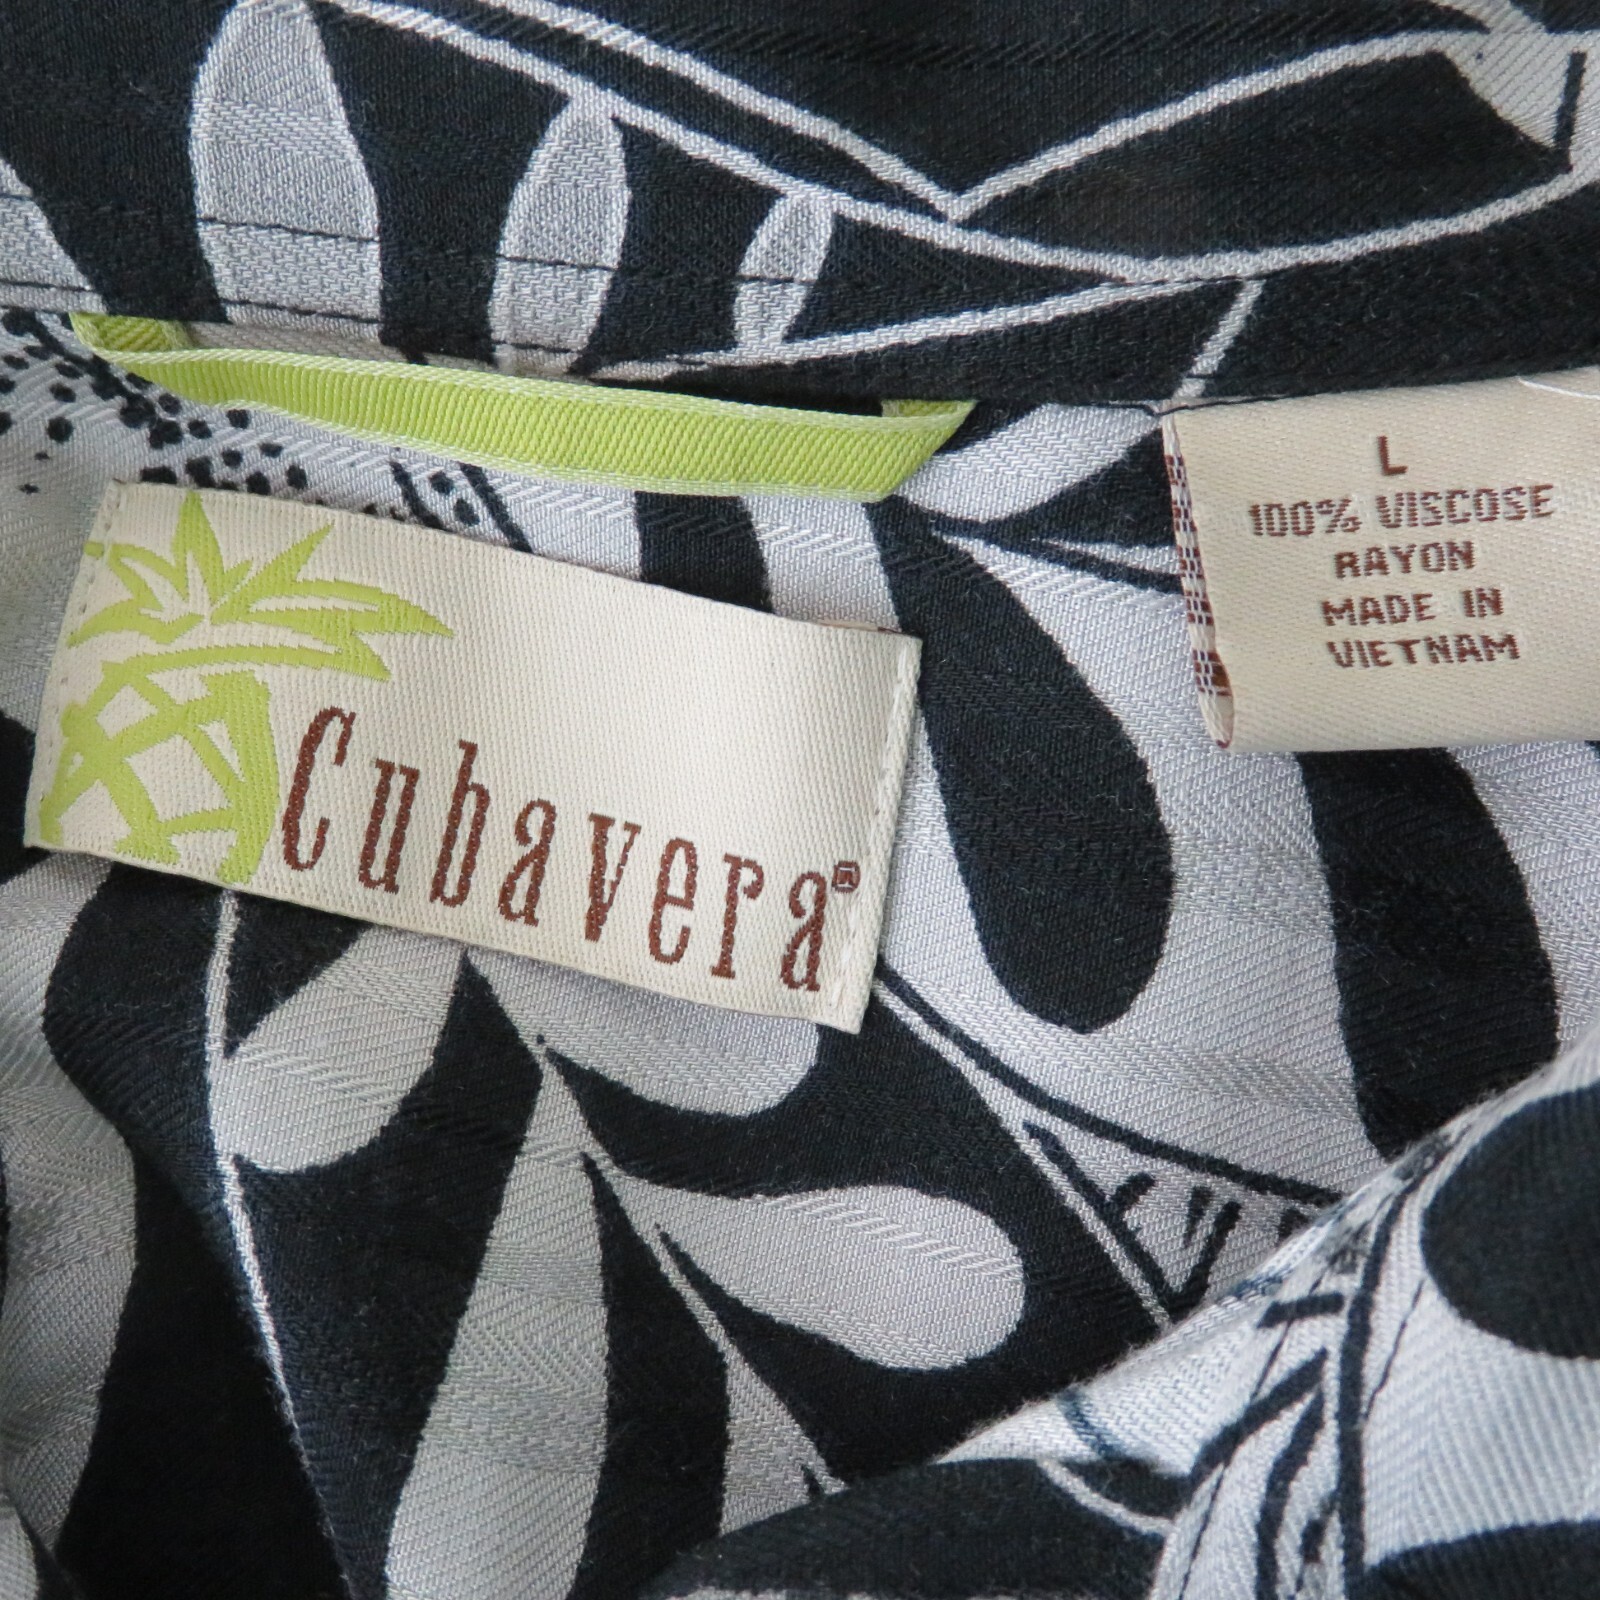 Cubavera®
L
100% VISCOSE
RAYON
MADE IN
VIETNAM